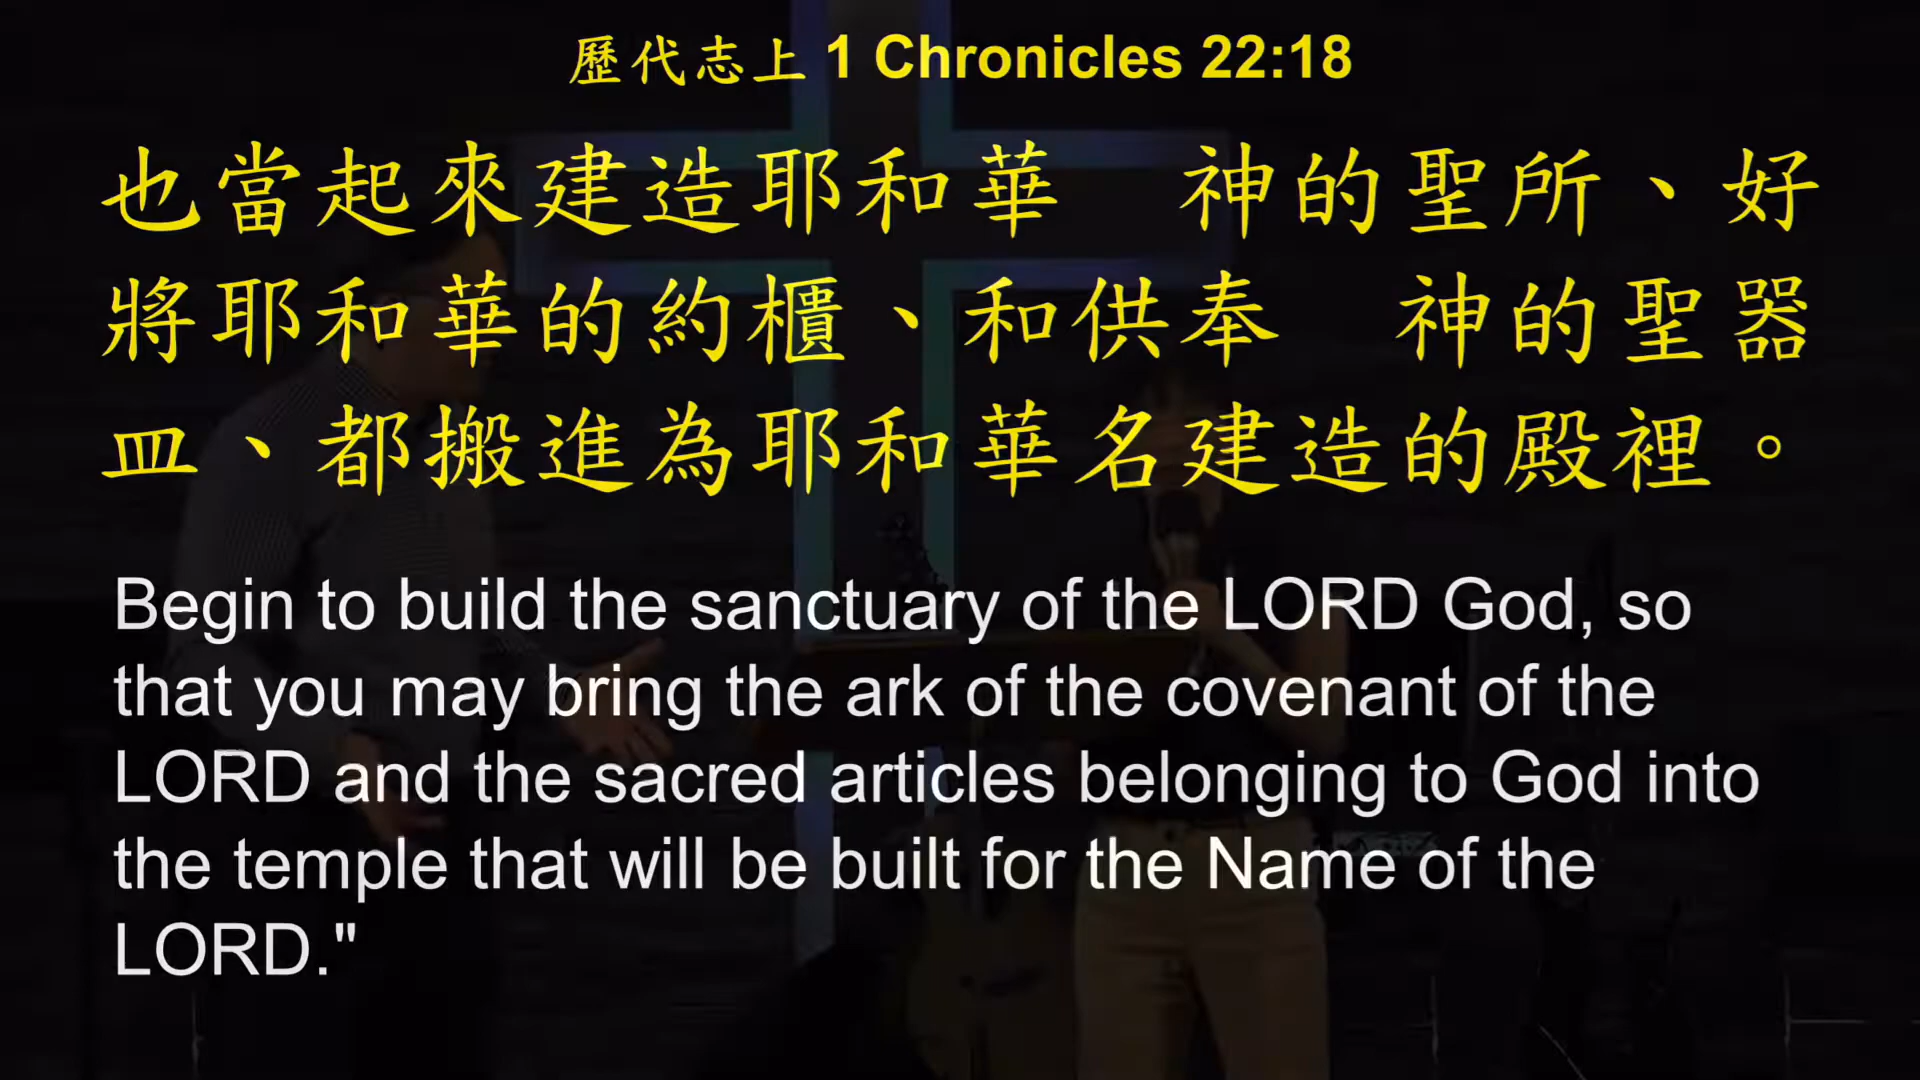 歷代志上 1 Chronicles 22:18
也當起來建造耶和華　神的聖所、好
將耶和華的約櫃、和供奉　神的聖器
皿、都搬進為耶和華名建造的殿裡。
Begin to build the sanctuary of the LORD God, so
that you may bring the ark of the covenant of the
LORD and the sacred articles belonging to God into
the temple that will be built for the Name of the
LORD."